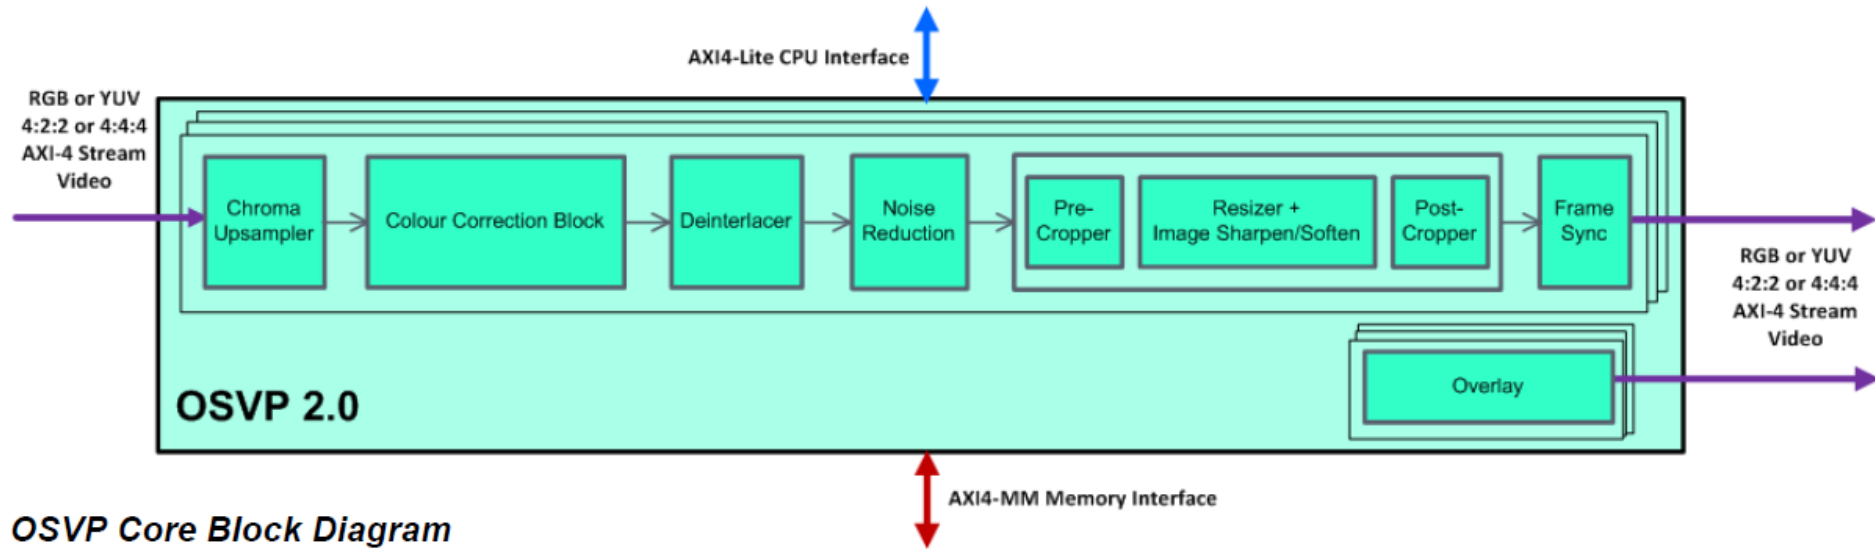 AXI4-Lite CPU Interface
RGB or YUV
4:2:2 or 4:4:4
AXI-4 Stream
Video
Chroma
Upsampler
Colour Correction Block
Deinterlacer
Noise
Reduction
Pre-
Cropper
Resizer +
Image Sharpen/Soften
Post-
Cropper
Frame
Sync
RGB or YUV
4:2:2 or 4:4:4
AXI-4 Stream
Video
Overlay
OSVP 2.0
AXI4-MM Memory Interface
OSVP Core Block Diagram